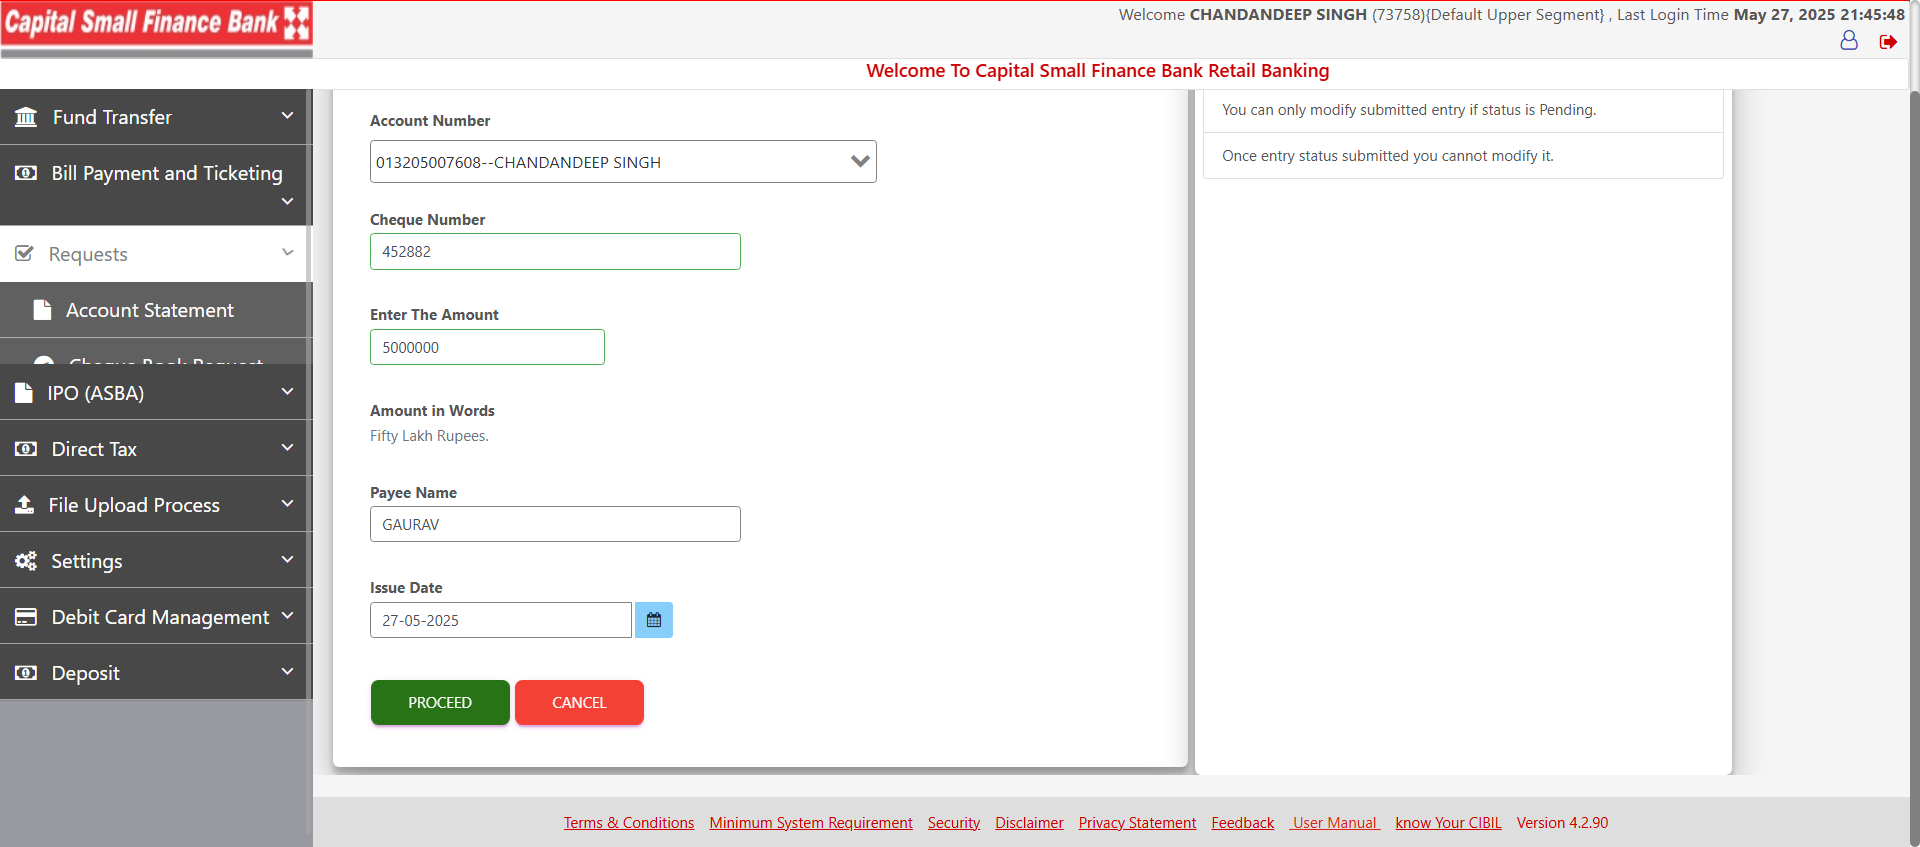 Capital Small Finance Bank
Welcome CHANDANDEEP SINGH (73758){Default Upper Segment} , Last Login Time May 27, 2025 21:45:48
Welcome To Capital Small Finance Bank Retail Banking
Fund Transfer
Bill Payment and Ticketing
Requests
Account Statement
Cheque Book Request
IPO (ASBA)
Direct Tax
File Upload Process
Settings
Debit Card Management
Deposit
Account Number
013205007608--CHANDANDEEP SINGH
Cheque Number
452882
Enter The Amount
5000000
Amount in Words
Fifty Lakh Rupees.
Payee Name
GAURAV
Issue Date
27-05-2025
PROCEED CANCEL
You can only modify submitted entry if status is Pending.
Once entry status submitted you cannot modify it.
Terms & Conditions Minimum System Requirement Security Disclaimer Privacy Statement Feedback User Manual know Your CIBIL Version 4.2.90